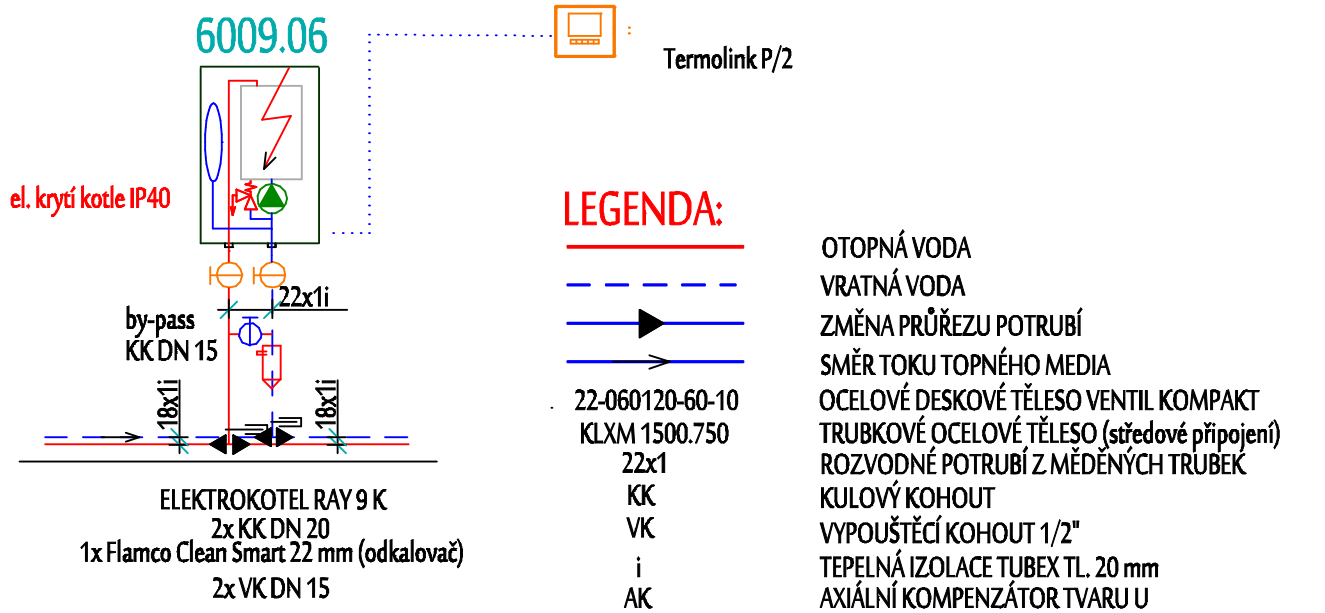 6009.06
:
Termolink P/2
el. krytí kotle IP40
22x1i
by-pass
KK DN 15
18x1i
18x1i
ELEKTROKOTEL RAY 9 K
2x KK DN 20
1x Flamco Clean Smart 22 mm (odkalovač)
2x VK DN 15
LEGENDA:
OTOPNÁ VODA
VRATNÁ VODA
ZMĚNA PRŮŘEZU POTRUBÍ
SMĚR TOKU TOPNÉHO MEDIA
22-060120-60-10 OCELOVÉ DESKOVÉ TĚLESO VENTIL KOMPAKT
KLXM 1500.750 TRUBKOVÉ OCELOVÉ TĚLESO (středové připojení)
22x1 ROZVODNÉ POTRUBÍ Z MĚDĚNÝCH TRUBEK
KK KULOVÝ KOHOUT
VK VYPOUŠTĚCÍ KOHOUT 1/2"
i TEPELNÁ IZOLACE TUBEX TL. 20 mm
AK AXIÁLNÍ KOMPENZÁTOR TVARU U